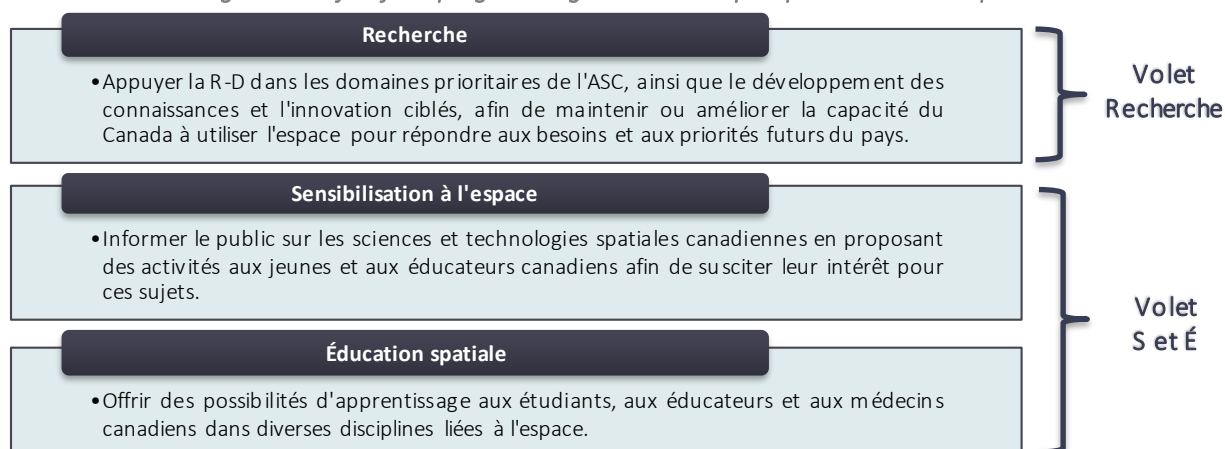 Recherche
•Appuyer la R-D dans les domaines prioritaires de l'ASC, ainsi que le développement des
connaissances et l'innovation ciblés, afin de maintenir ou améliorer la capacité du
Canada à utiliser l'espace pour répondre aux besoins et aux priorités futurs du pays.
Volet
Recherche
Sensibilisation à l'espace
•Informer le public sur les sciences et technologies spatiales canadiennes en proposant
des activités aux jeunes et aux éducateurs canadiens afin de susciter leur intérêt pour
ces sujets.
Éducation spatiale
•Offrir des possibilités d'apprentissage aux étudiants, aux éducateurs et aux médecins
canadiens dans diverses disciplines liées à l'espace.
Volet
S et É